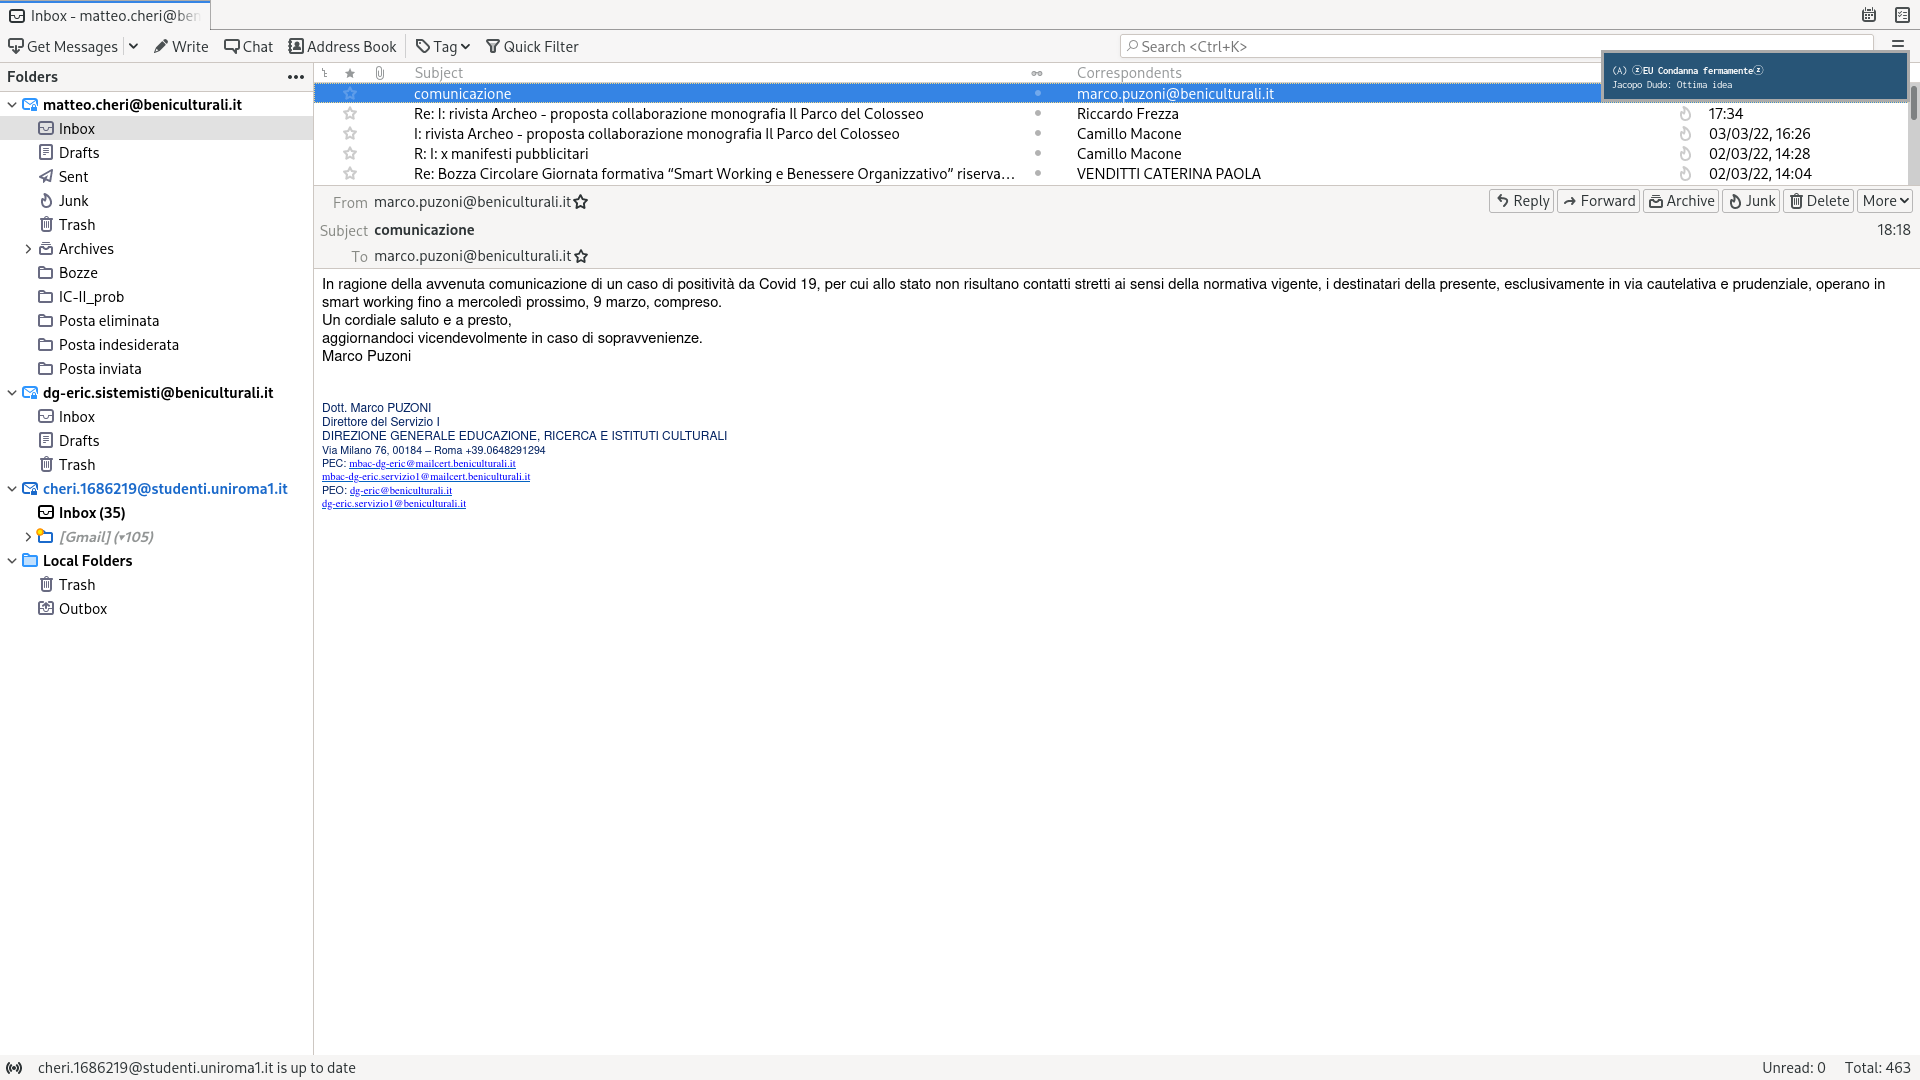 Inbox - matteo.cheri@ben
Get Messages
Write
Chat
Address Book
Tag
Quick Filter
Search <Ctrl+K>
(A) ⓩEU Condanna fermamenteⓩ
Jacopo Dudo: Ottima idea
Folders
matteo.cheri@beniculturali.it
Inbox
Drafts
Sent
Junk
Trash
Archives
Bozze
IC-II_prob
Posta eliminata
Posta indesiderata
Posta inviata
dg-eric.sistemisti@beniculturali.it
Inbox
Drafts
Trash
cheri.1686219@studenti.uniroma1.it
Inbox (35)
[Gmail] (▾105)
Local Folders
Trash
Outbox
Subject Correspondents
comunicazione marco.puzoni@beniculturali.it
Re: I: rivista Archeo - proposta collaborazione monografia Il Parco del Colosseo Riccardo Frezza 17:34
I: rivista Archeo - proposta collaborazione monografia Il Parco del Colosseo Camillo Macone 03/03/22, 16:26
R: I: x manifesti pubblicitari Camillo Macone 02/03/22, 14:28
Re: Bozza Circolare Giornata formativa “Smart Working e Benessere Organizzativo” riserva… VENDITTI CATERINA PAOLA 02/03/22, 14:04
From marco.puzoni@beniculturali.it
Reply Forward Archive Junk Delete More
Subject comunicazione 18:18
To marco.puzoni@beniculturali.it
In ragione della avvenuta comunicazione di un caso di positività da Covid 19, per cui allo stato non risultano contatti stretti ai sensi della normativa vigente, i destinatari della presente, esclusivamente in via cautelativa e prudenziale, operano in
smart working fino a mercoledì prossimo, 9 marzo, compreso.
Un cordiale saluto e a presto,
aggiornandoci vicendevolmente in caso di sopravvenienze.
Marco Puzoni
Dott. Marco PUZONI
Direttore del Servizio I
DIREZIONE GENERALE EDUCAZIONE, RICERCA E ISTITUTI CULTURALI
Via Milano 76, 00184 – Roma +39.0648291294
PEC: mbac-dg-eric@mailcert.beniculturali.it
mbac-dg-eric.servizio1@mailcert.beniculturali.it
PEO: dg-eric@beniculturali.it
dg-eric.servizio1@beniculturali.it
cheri.1686219@studenti.uniroma1.it is up to date
Unread: 0 Total: 463